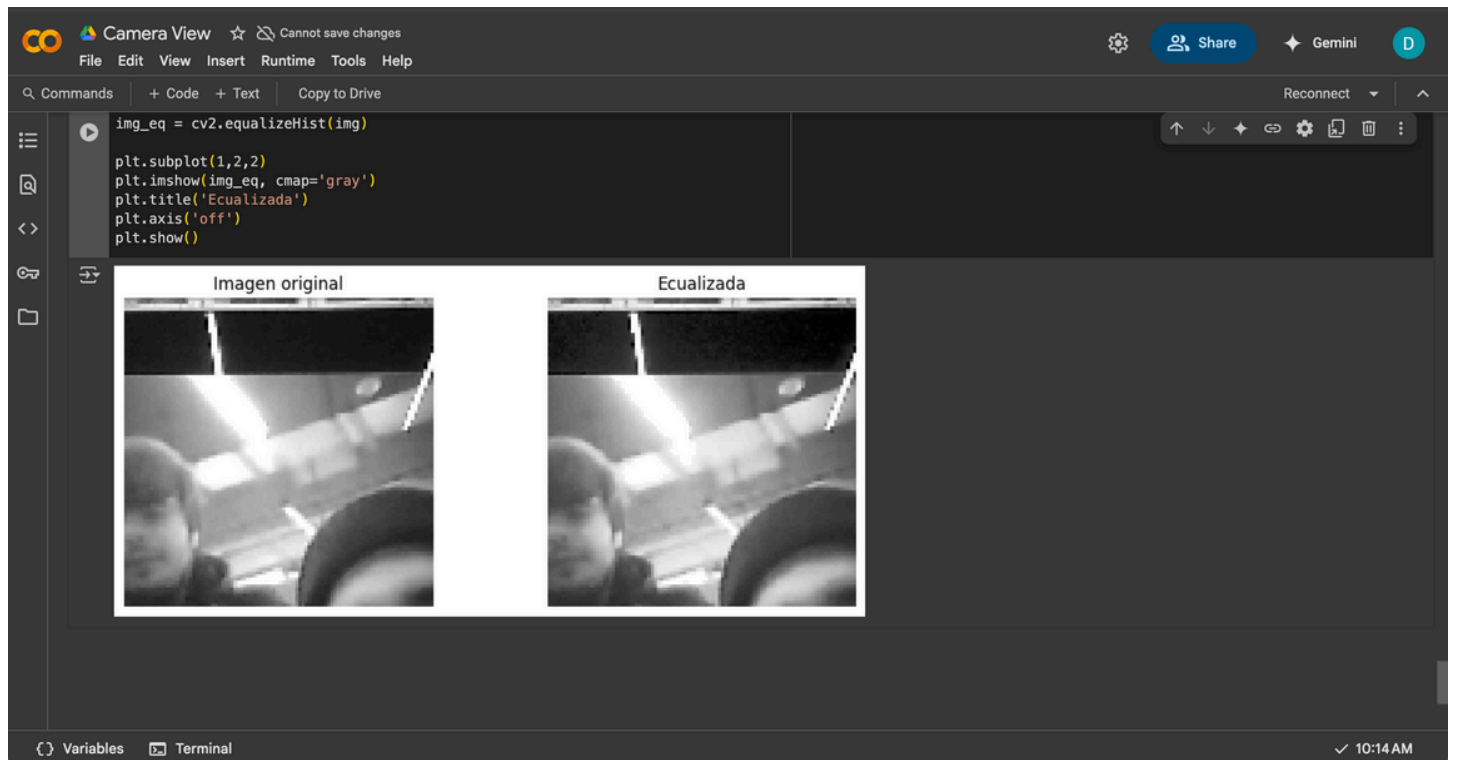 Camera View Cannot save changes
File Edit View Insert Runtime Tools Help
Share
Gemini
D
Commands + Code + Text Copy to Drive
Reconnect
img_eq = cv2.equalizeHist(img)
plt.subplot(1,2,2)
plt.imshow(img_eq, cmap='gray')
plt.title('Ecualizada')
plt.axis('off')
plt.show()
Imagen original
Ecualizada
{} Variables Terminal
✓ 10:14 AM